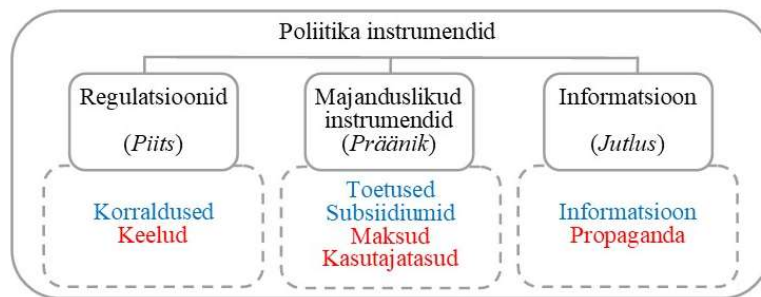 Poliitika instrumendid
Regulatsioonid
(Piits)
Majanduslikud
instrumendid
(Präänik)
Informatsioon
(Jutlus)
Korraldused
Keelud
Toetused
Subsiidiumid
Maksud
Kasutajatasud
Informatsioon
Propaganda